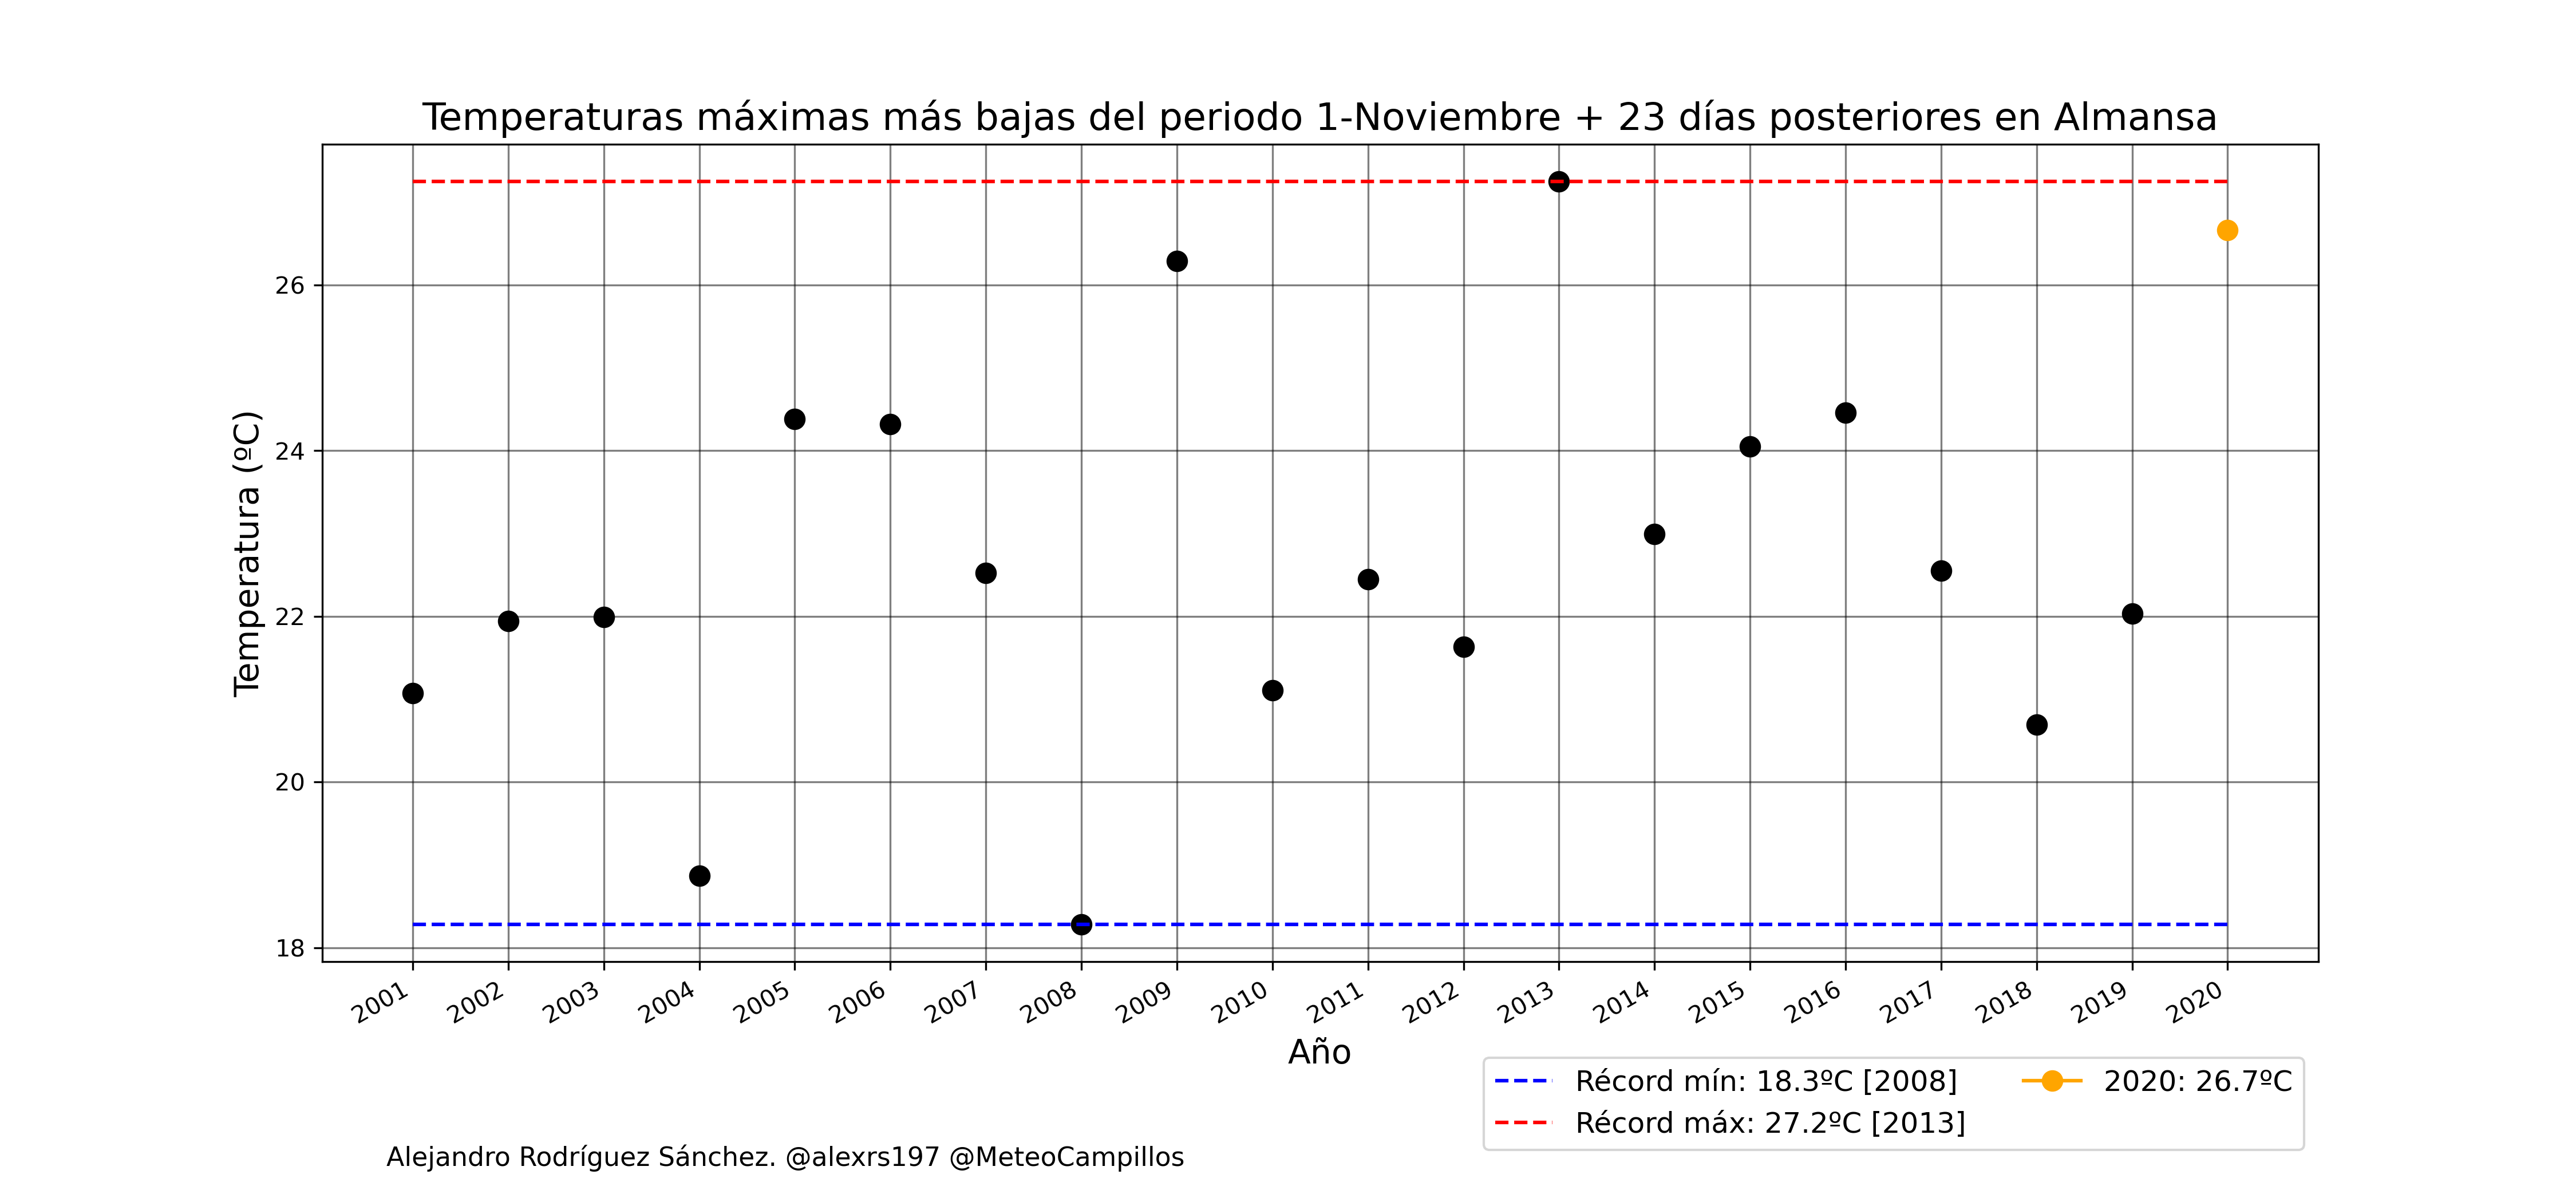 Temperaturas máximas más bajas del periodo 1-Noviembre + 23 días posteriores en Almansa
Temperatura (ºC)
26
24
22
20
18
2001 2002 2003 2004 2005 2006 2007 2008 2009 2010 2011 2012 2013 2014 2015 2016 2017 2018 2019 2020
Año
Récord mín: 18.3ºC [2008]
Récord máx: 27.2ºC [2013]
2020: 26.7ºC
Alejandro Rodríguez Sánchez. @alexrs197 @MeteoCampillos